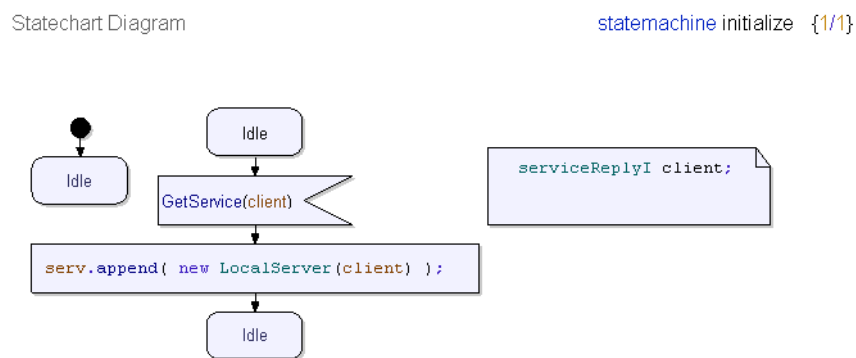 Statechart Diagram
statemachine initialize {1/1}
Idle
Idle
GetService(client)
serv.append( new LocalServer(client) );
Idle
serviceReplyI client;